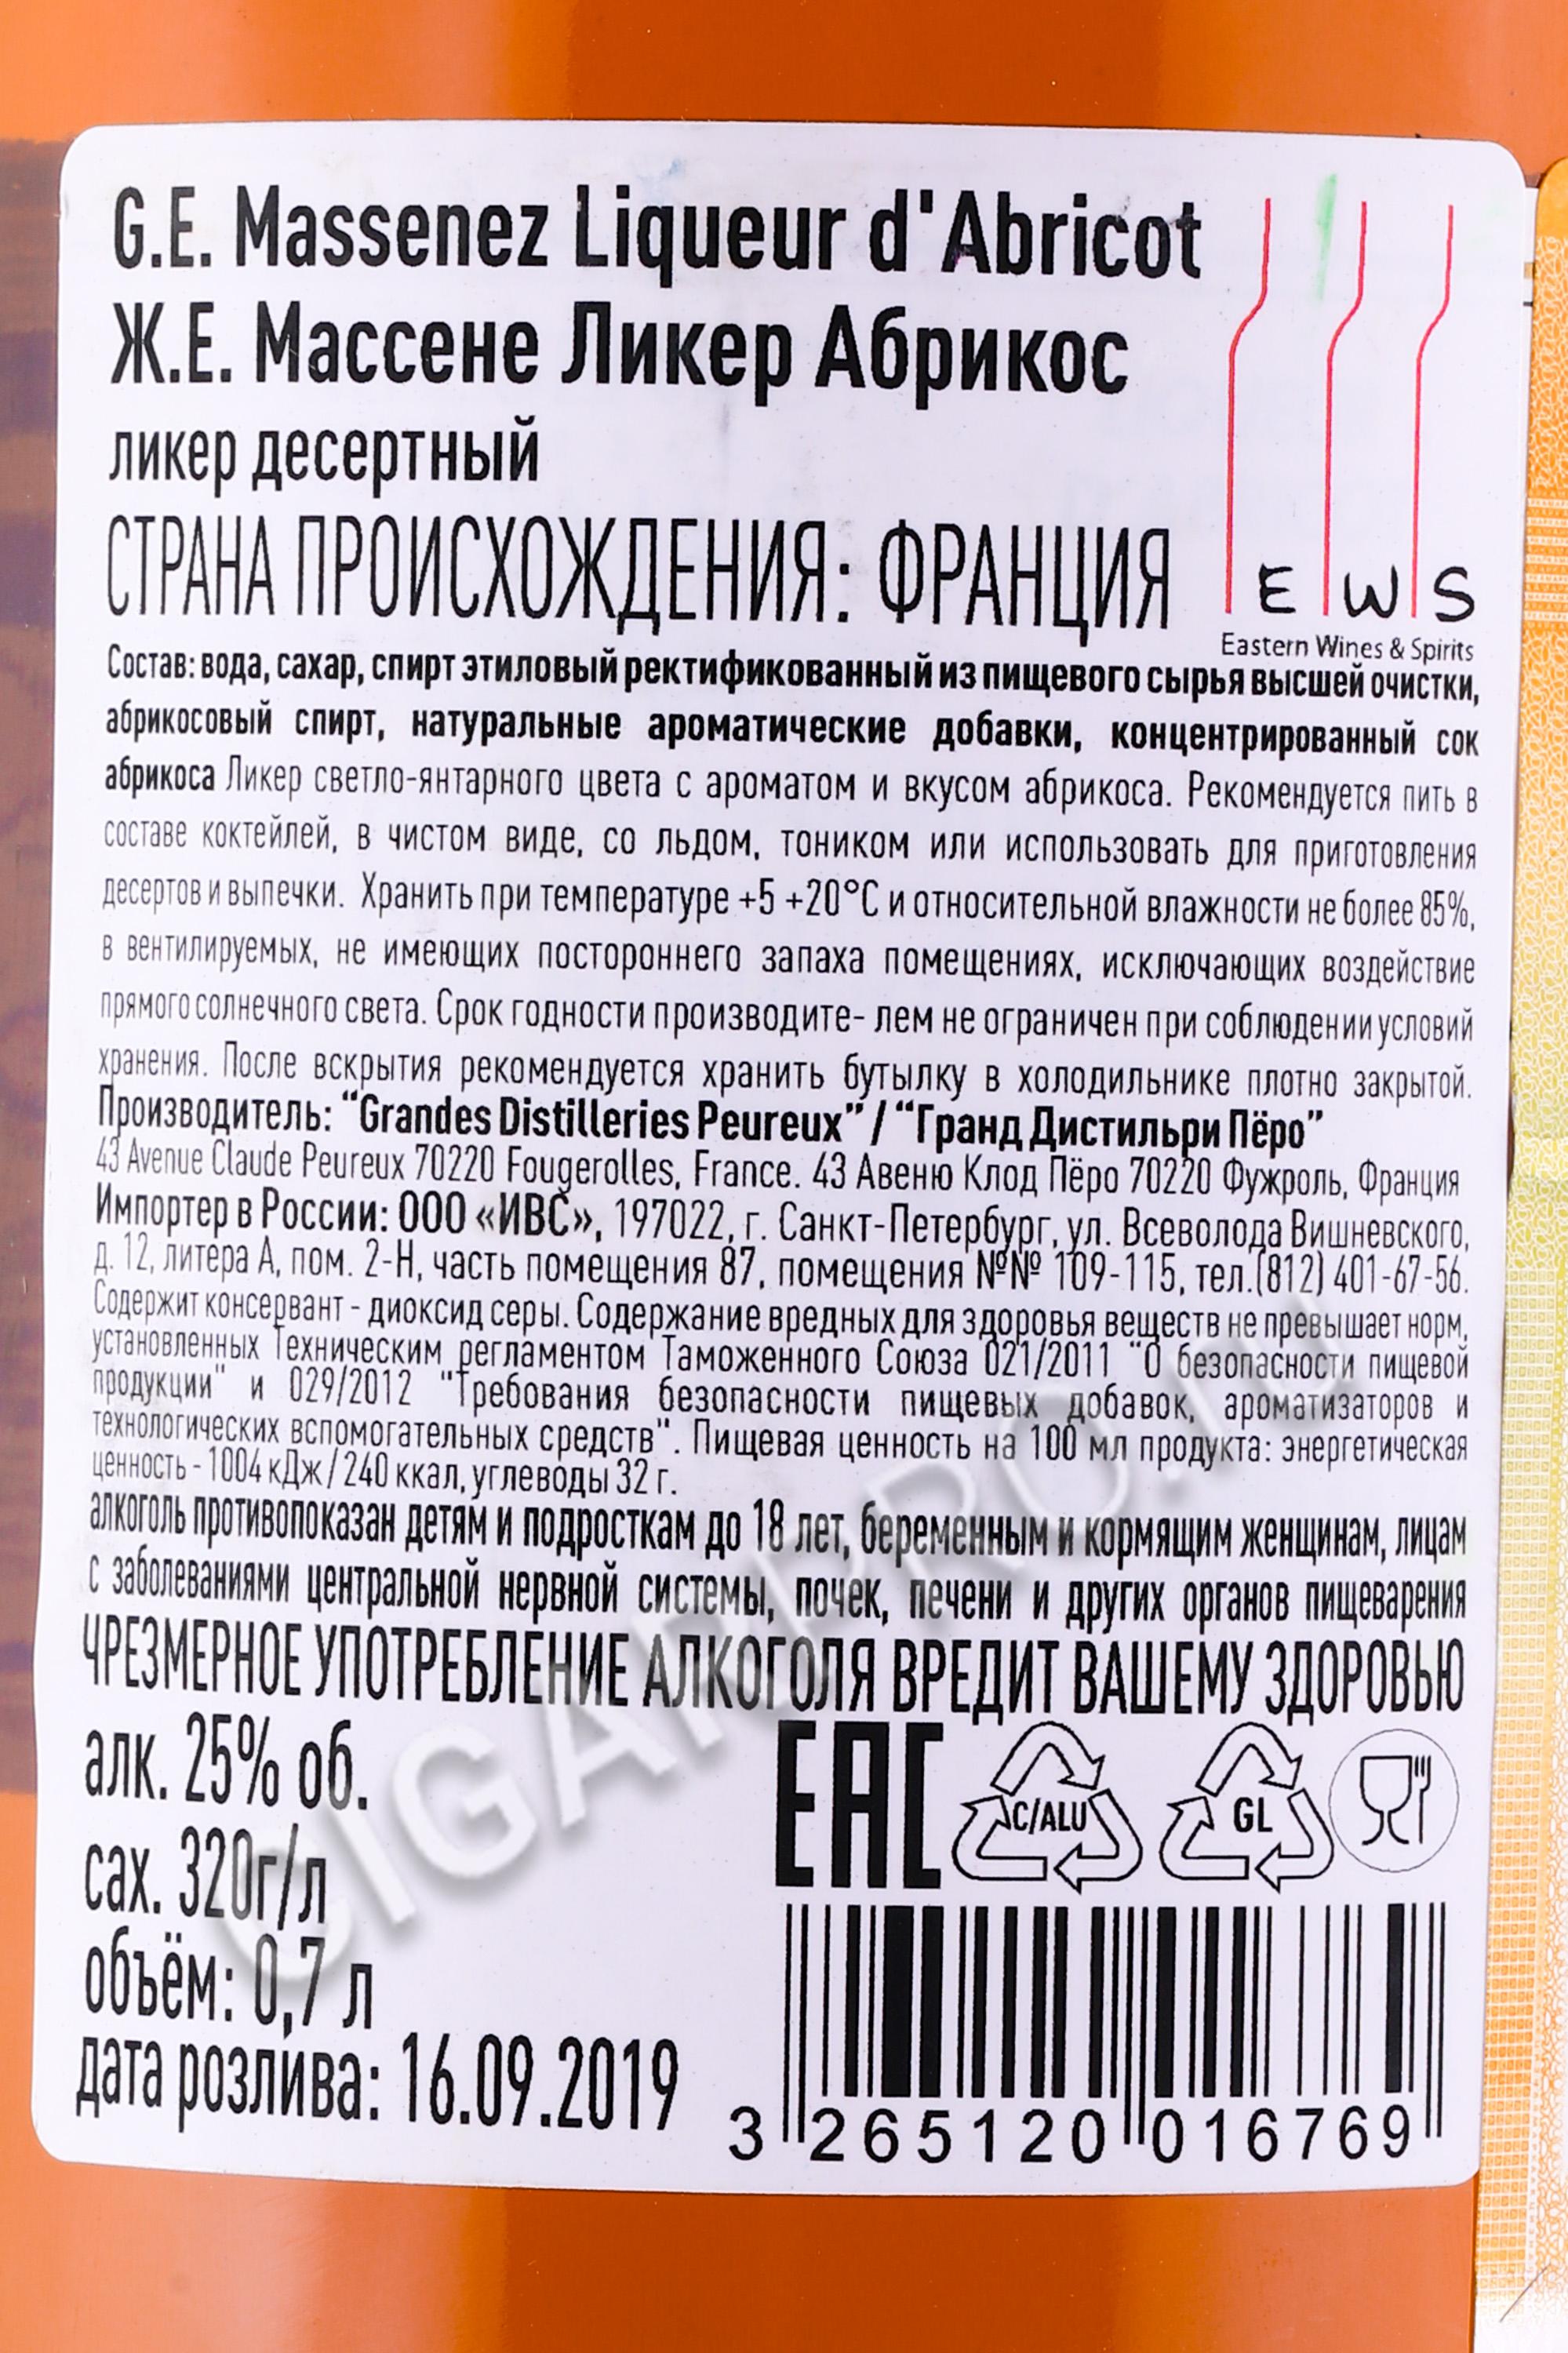 G.E. Massenez Liqueur d'Abricot
Ж.Е. Массене Ликер Абрикос
ликер десертный
СТРАНА ПРОИСХОЖДЕНИЯ: ФРАНЦИЯ
E W S
Eastern Wines & Spirits
Состав: вода, сахар, спирт этиловый ректификованный из пищевого сырья высшей очистки,
абрикосовый спирт, натуральные ароматические добавки, концентрированный сок
абрикоса Ликер светло-янтарного цвета с ароматом и вкусом абрикоса. Рекомендуется пить в
составе коктейлей, в чистом виде, со льдом, тоником или использовать для приготовления
десертов и выпечки. Хранить при температуре +5 +20°C и относительной влажности не более 85%,
в вентилируемых, не имеющих постороннего запаха помещениях, исключающих воздействие
прямого солнечного света. Срок годности производите- лем не ограничен при соблюдении условий
хранения. После вскрытия рекомендуется хранить бутылку в холодильнике плотно закрытой.
Производитель: “Grandes Distilleries Peureux” / “Гранд Дистильри Пёро”
43 Avenue Claude Peureux 70220 Fougerolles, France. 43 Авеню Клод Пёро 70220 Фужроль, Франция
Импортер в России: ООО «ИВС», 197022, г. Санкт-Петербург, ул. Всеволода Вишневского,
д. 12, литера А, пом. 2-Н, часть помещения 87, помещения №№ 109-115, тел.(812) 401-67-56.
Содержит консервант - диоксид серы. Содержание вредных для здоровья веществ не превышает норм,
установленных Техническим регламентом Таможенного Союза 021/2011 "О безопасности пищевой
продукции" и 029/2012 "Требования безопасности пищевых добавок, ароматизаторов и
технологических вспомогательных средств". Пищевая ценность на 100 мл продукта: энергетическая
ценность - 1004 кДж / 240 ккал, углеводы 32 г.
алкоголь противопоказан детям и подросткам до 18 лет, беременным и кормящим женщинам, лицам
с заболеваниями центральной нервной системы, почек, печени и других органов пищеварения
ЧРЕЗМЕРНОЕ УПОТРЕБЛЕНИЕ АЛКОГОЛЯ ВРЕДИТ ВАШЕМУ ЗДОРОВЬЮ
алк. 25% об.
сах. 320г/л
объём: 0,7 л
дата розлива: 16.09.2019
EAC
C/ALU
GL
3 265120 016769
CIGARPRO.ru